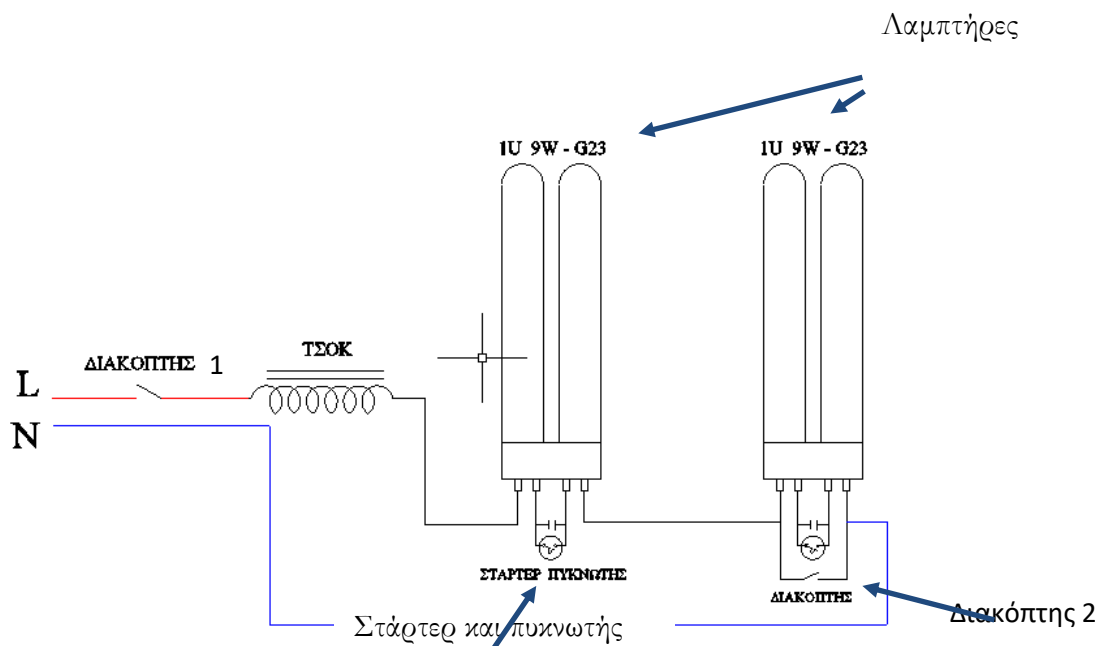 Λαμπτήρες
1U 9W - G23
1U 9W - G23
ΔΙΑΚΟΠΤΗΣ 1
ΤΣΟΚ
L
N
ΣΤΑΡΤΕΡ ΠΥΚΝΩΤΗΣ
ΔΙΑΚΟΠΤΗΣ
Στάρτερ και πυκνωτής
Διακόπτης 2